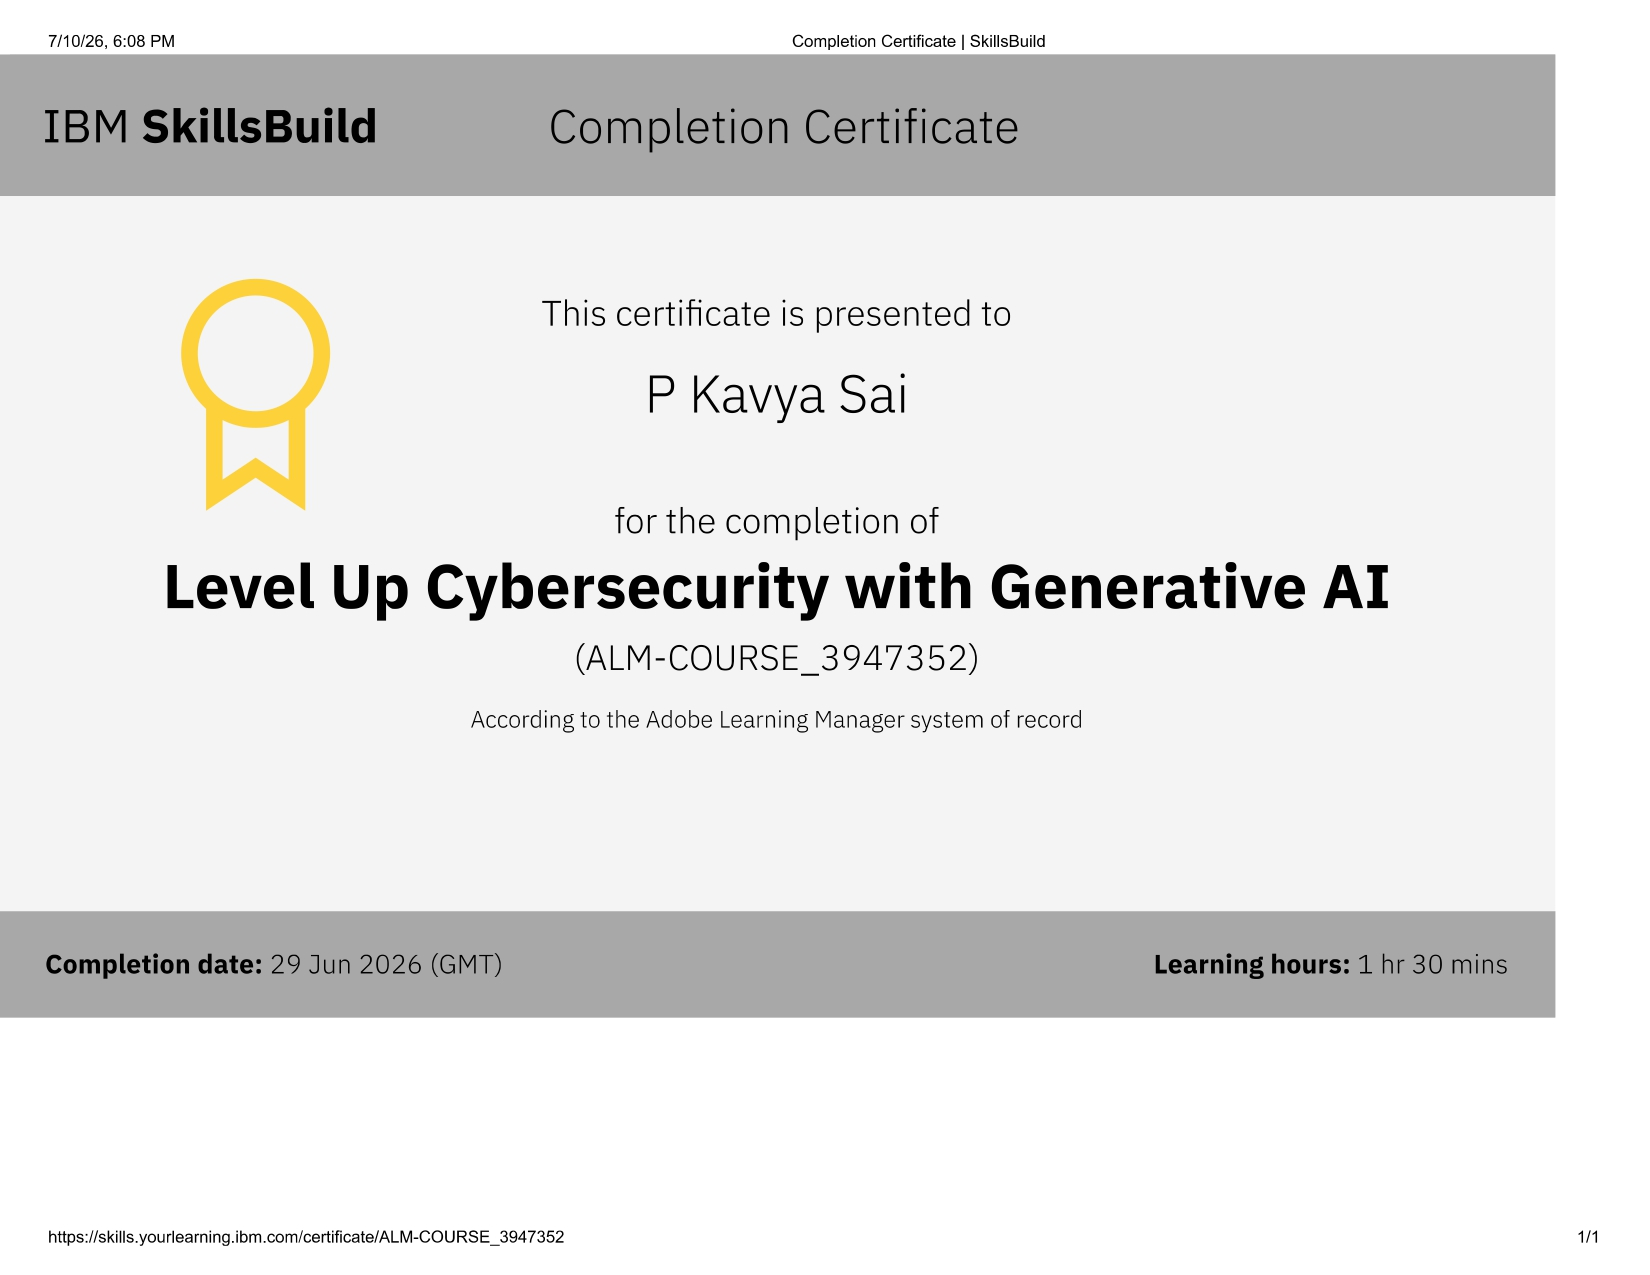 7/10/26, 6:08 PM
Completion Certificate | SkillsBuild
IBM SkillsBuild
Completion Certificate
This certificate is presented to
P Kavya Sai
for the completion of
Level Up Cybersecurity with Generative AI
(ALM-COURSE_3947352)
According to the Adobe Learning Manager system of record
Completion date: 29 Jun 2026 (GMT)
Learning hours: 1 hr 30 mins
https://skills.yourlearning.ibm.com/certificate/ALM-COURSE_3947352
1/1